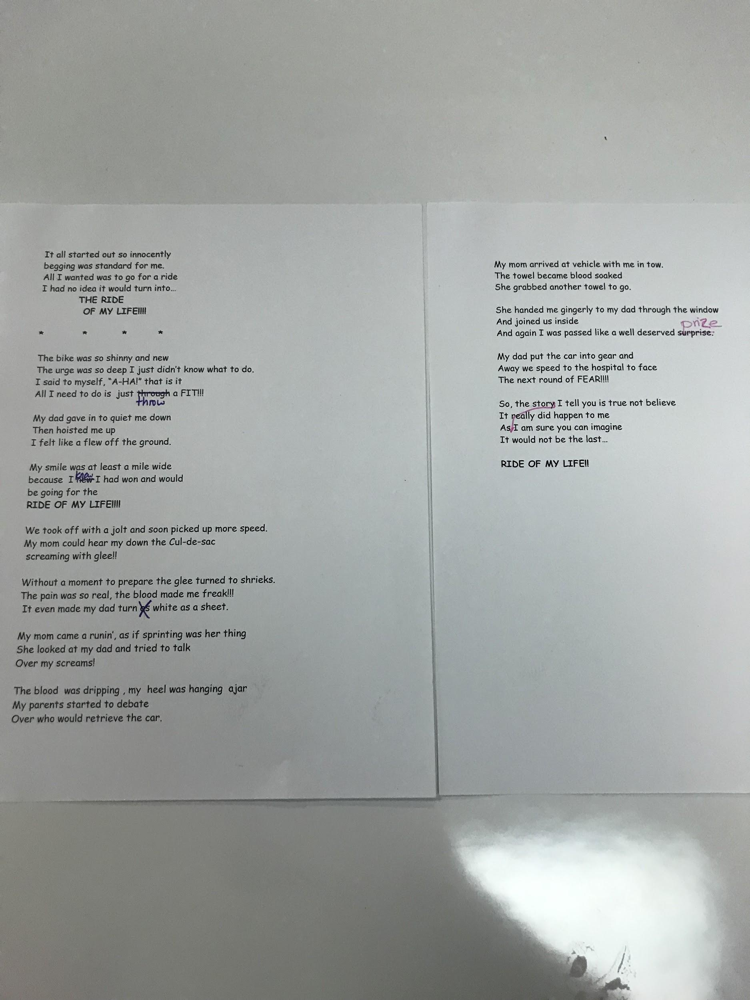 It all started out so innocently
begging was standard for me.
All I wanted was to go for a ride
I had no idea it would turn into...
THE RIDE
OF MY LIFE!!!!
* * * *
The bike was so shinny and new
The urge was so deep I just didn't know what to do.
I said to myself, "A-HA!" that is it
All I need to do is just through a FIT!!!
throw
My dad gave in to quiet me down
Then hoisted me up
I felt like a flew off the ground.
My smile was at least a mile wide
knew
because I new I had won and would
be going for the
RIDE OF MY LIFE!!!!
We took off with a jolt and soon picked up more speed.
My mom could hear my down the Cul-de-sac
screaming with glee!!
Without a moment to prepare the glee turned to shrieks.
The pain was so real, the blood made me freak!!!
It even made my dad turn as white as a sheet.
My mom came a runin', as if sprinting was her thing
She looked at my dad and tried to talk
Over my screams!
The blood was dripping , my heel was hanging ajar
My parents started to debate
Over who would retrieve the car.
My mom arrived at vehicle with me in tow.
The towel became blood soaked
She grabbed another towel to go.
She handed me gingerly to my dad through the window
And joined us inside
prize
And again I was passed like a well deserved surprise.
My dad put the car into gear and
Away we speed to the hospital to face
The next round of FEAR!!!!
So, the story I tell you is true not believe
It really did happen to me
As I am sure you can imagine
It would not be the last...
RIDE OF MY LIFE!!